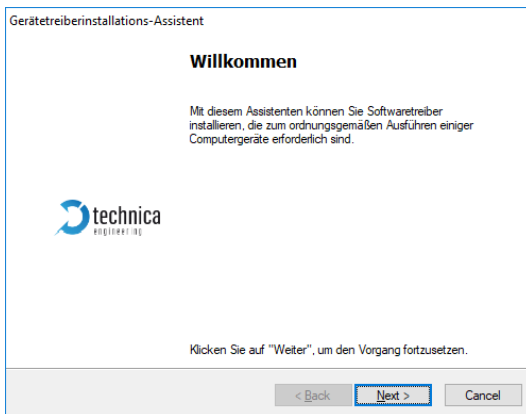 Gerätetreiberinstallations-Assistent
Willkommen
Mit diesem Assistenten können Sie Softwaretreiber
installieren, die zum ordnungsgemäßen Ausführen einiger
Computergeräte erforderlich sind.
technica
engineering
Klicken Sie auf "Weiter", um den Vorgang fortzusetzen.
< Back
Next >
Cancel